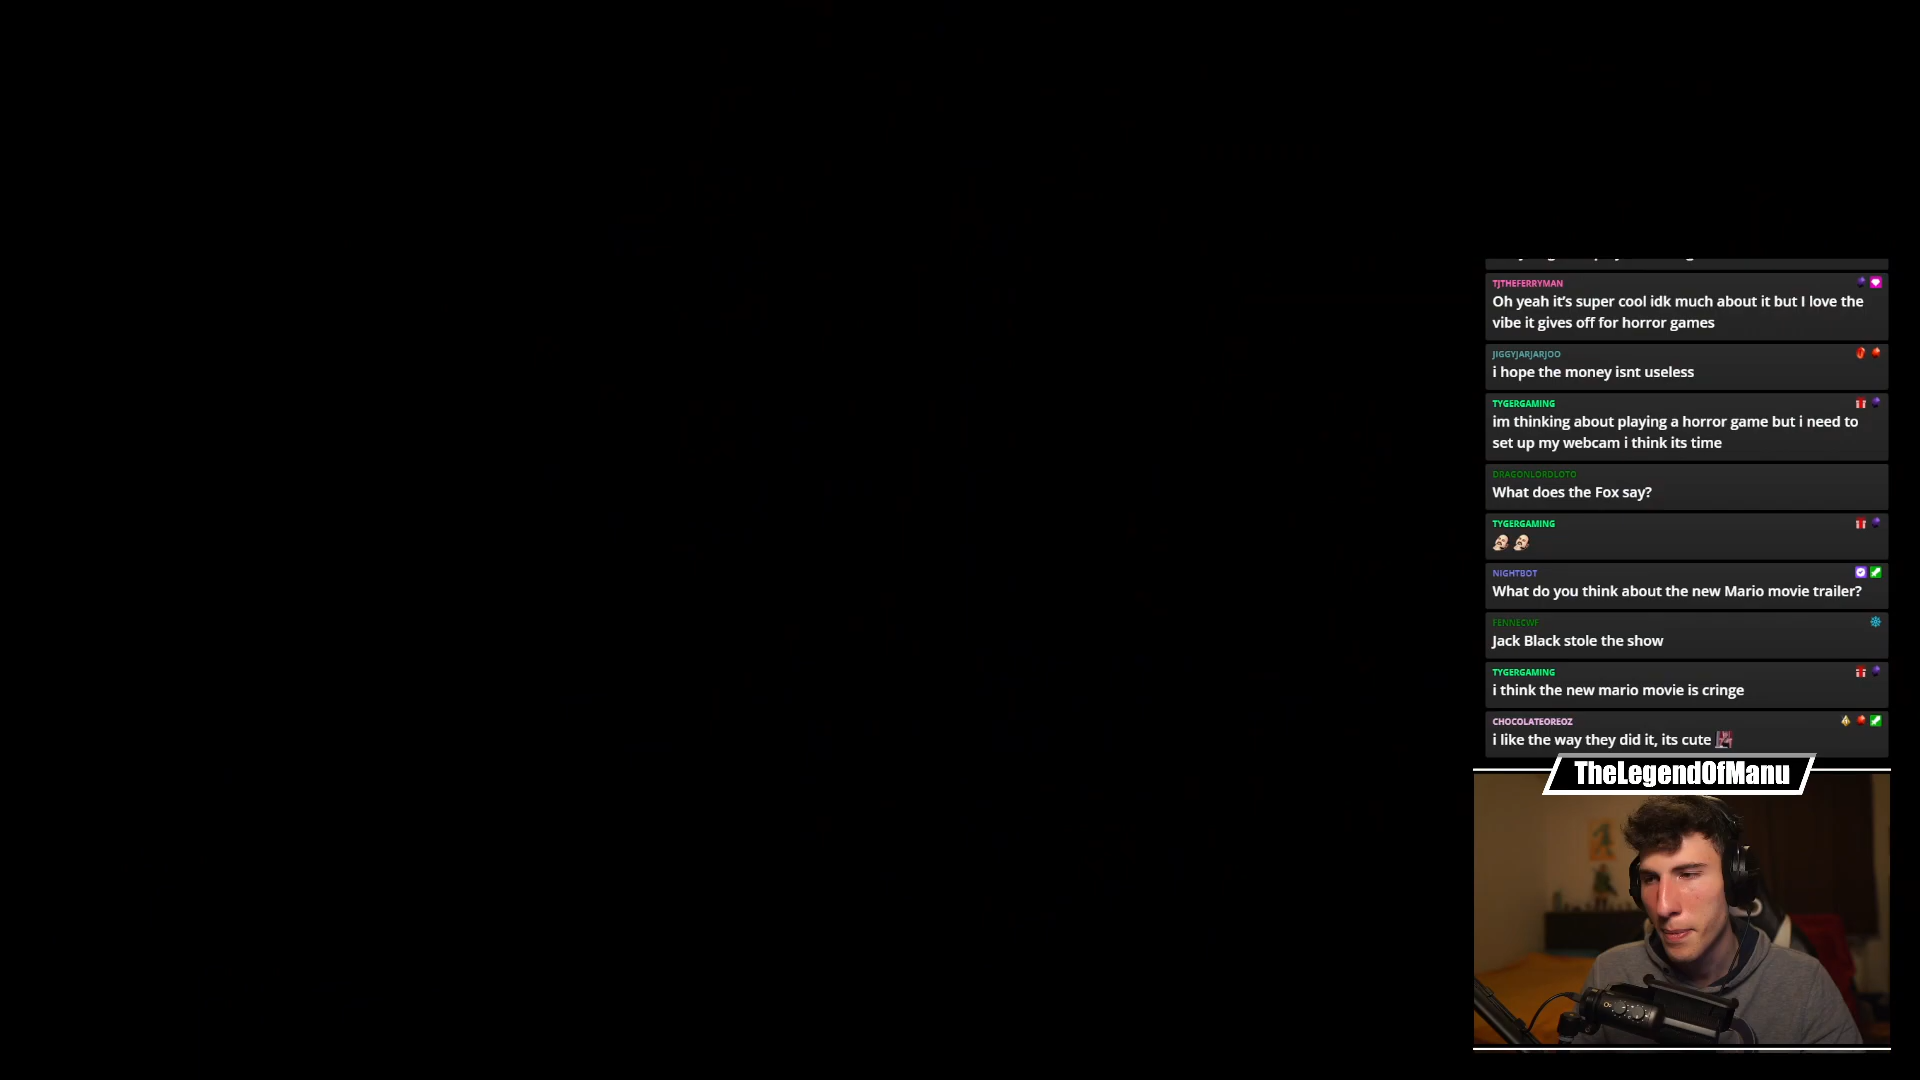 TJTHEFERRYMAN
Oh yeah it's super cool idk much about it but I love the
vibe it gives off for horror games
JIGGYJARJARJOO
i hope the money isnt useless
TYGERGAMING
im thinking about playing a horror game but i need to
set up my webcam i think its time
DRAGONLORDLOTO
What does the Fox say?
TYGERGAMING
NIGHTBOT
What do you think about the new Mario movie trailer?
FENNECWF
Jack Black stole the show
TYGERGAMING
i think the new mario movie is cringe
CHOCOLATEOREOZ
i like the way they did it, its cute
TheLegendOfManu